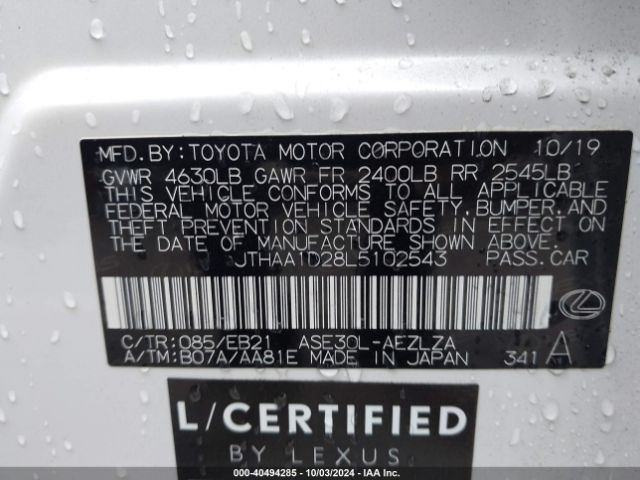 MFD. BY: TOYOTA MOTOR CORPORATION 10/19
GVWR 4630LB GAWR FR 2400LB RR 2545LB
THIS VEHICLE CONFORMS TO ALL APPLICABLE
FEDERAL MOTOR VEHICLE SAFETY, BUMPER, AND
THEFT PREVENTION STANDARDS IN EFFECT ON
THE DATE OF MANUFACTURE SHOWN ABOVE.
JTHAA1D28L5102543 PASS. CAR
C/TR: 085/EB21 ASE30L-AEZLZA
A/TM: B07A/AA81E MADE IN JAPAN 341 A
L/CERTIFIED
BY LEXUS
000-40494285 - 10/03/2024 - IAA Inc.